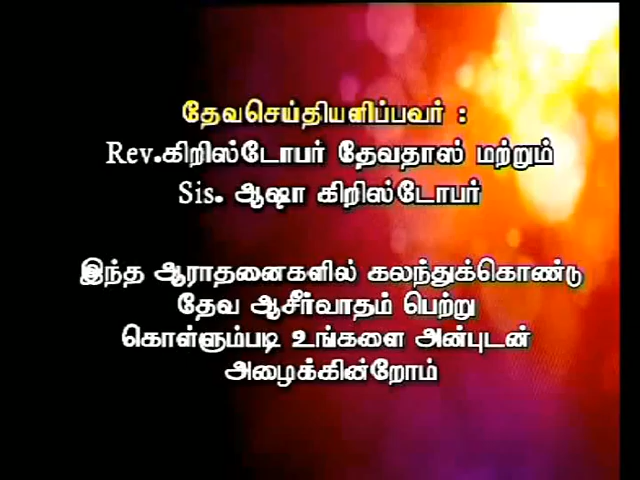 தேவசெய்தியளிப்பவர் :
Rev.கிறிஸ்டோபர் தேவதாஸ் மற்றும்
Sis. ஆஷா கிறிஸ்டோபர்
இந்த ஆராதனைகளில் கலந்துக்கொண்டு
தேவ ஆசீர்வாதம் பெற்று
கொள்ளும்படி உங்களை அன்புடன்
அழைக்கின்றோம்